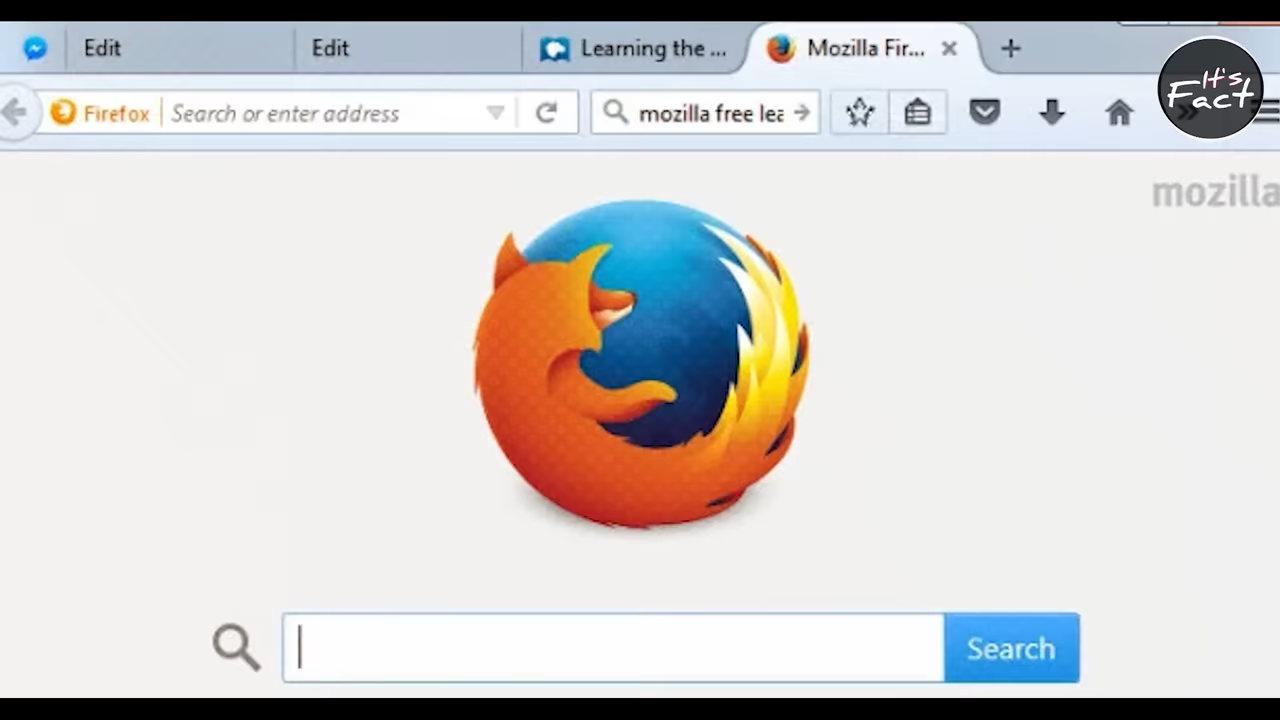 Edit
Edit
Learning the ...
Mozilla Fir...
It's
Fact
Firefox
Search or enter address
mozilla free lea
mozilla
Search